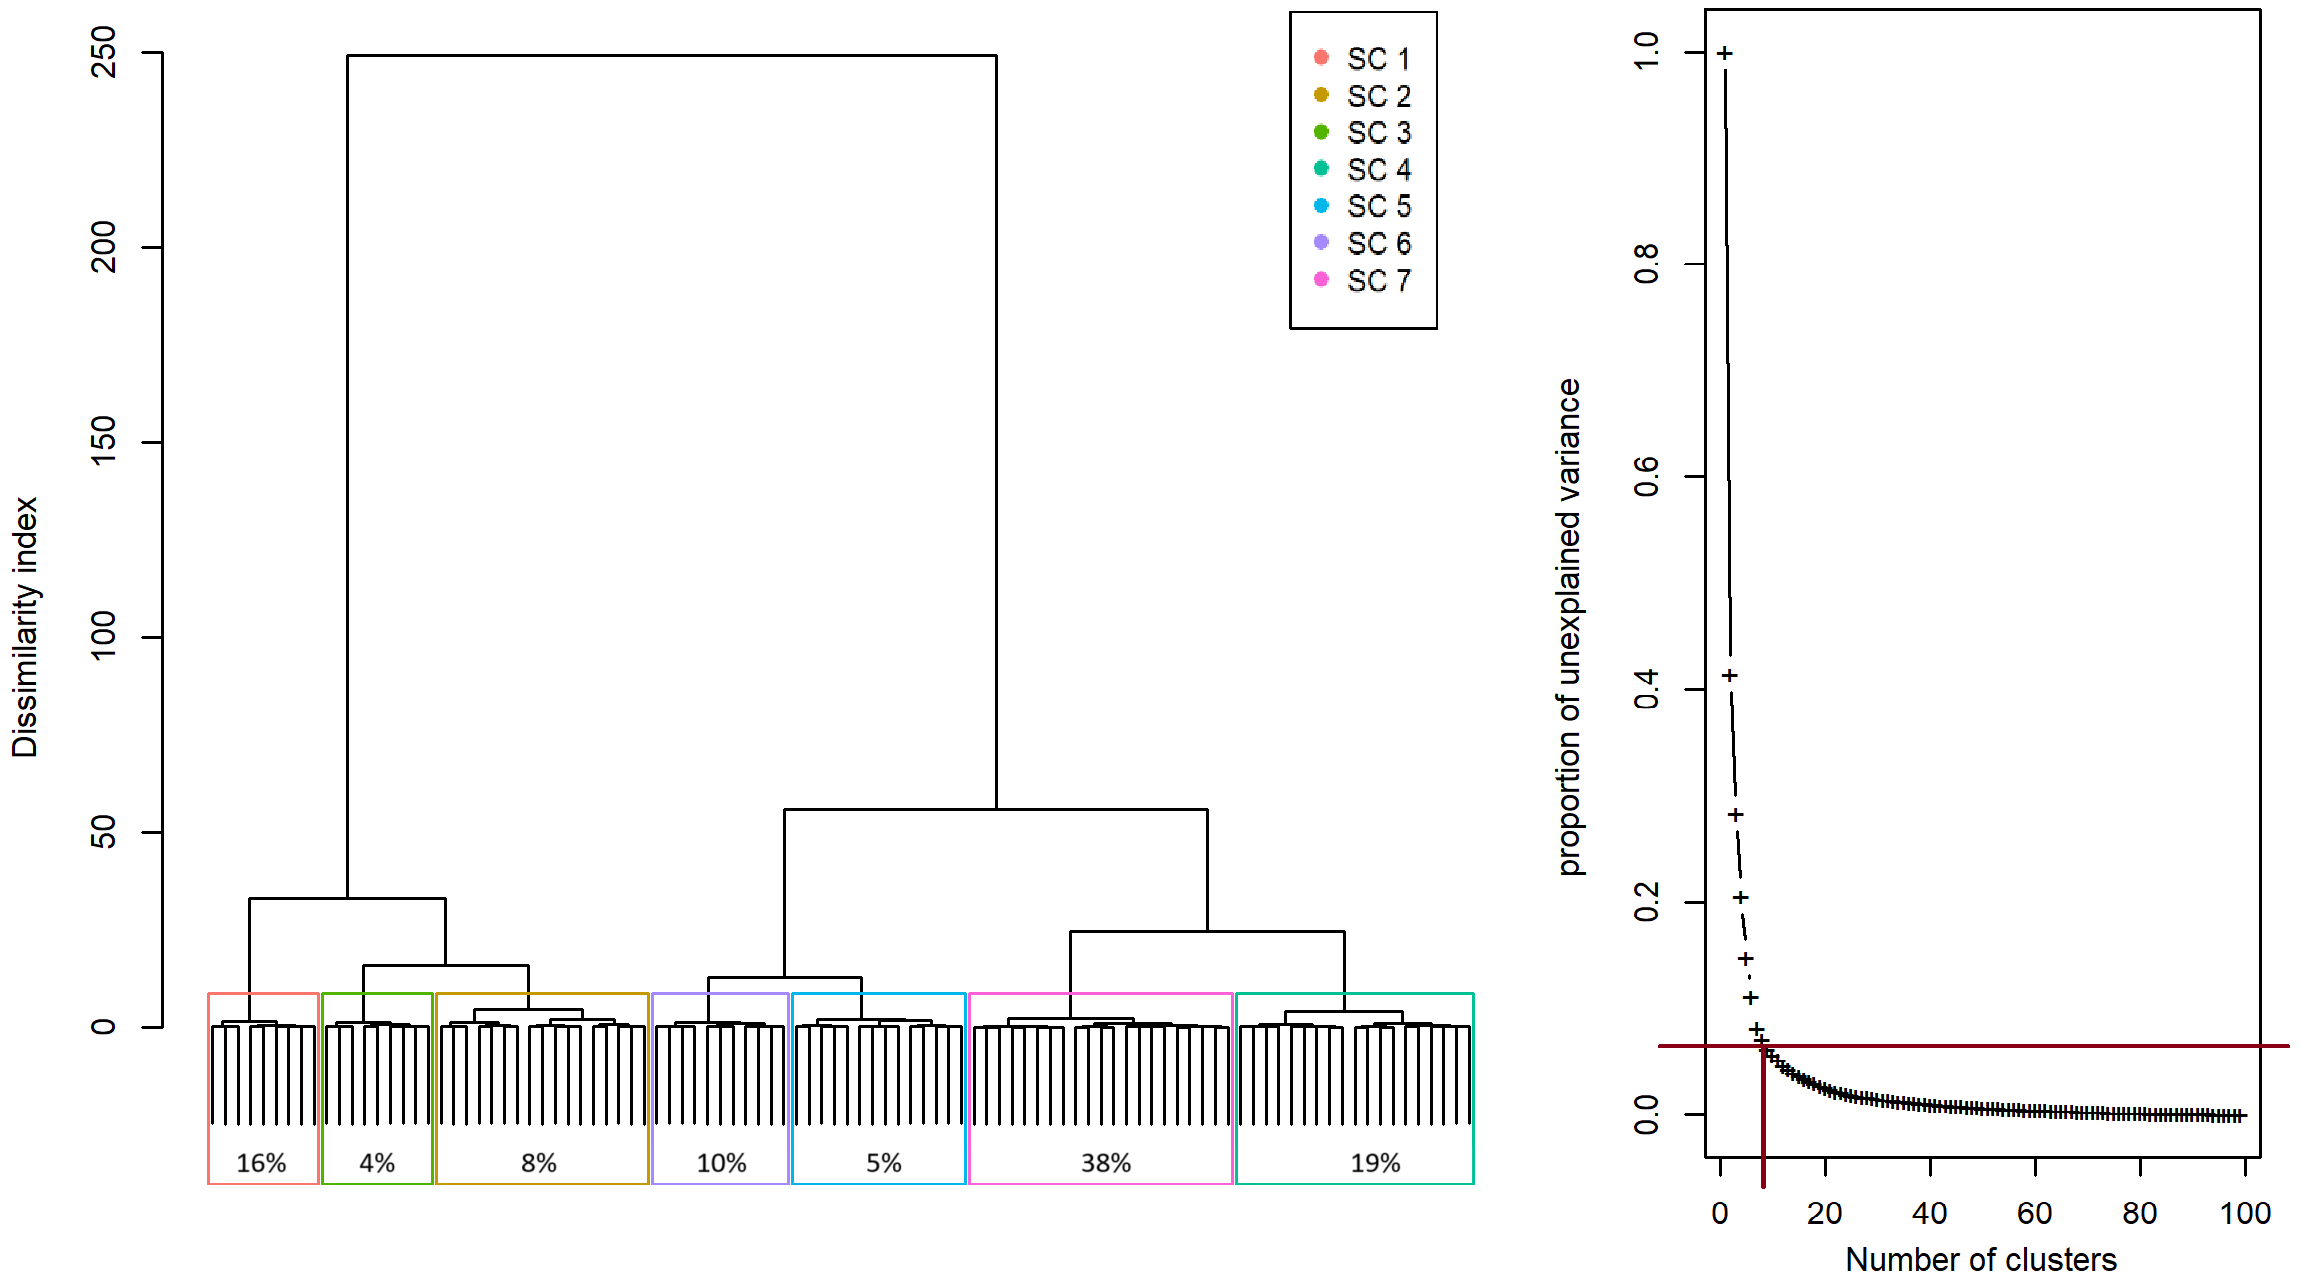 Dissimilarity index
250
200
150
100
50
0
SC 1
SC 2
SC 3
SC 4
SC 5
SC 6
SC 7
16%
4%
8%
10%
5%
38%
19%
proportion of unexplained variance
1.0
0.8
0.6
0.4
0.2
0.0
0 20 40 60 80 100
Number of clusters